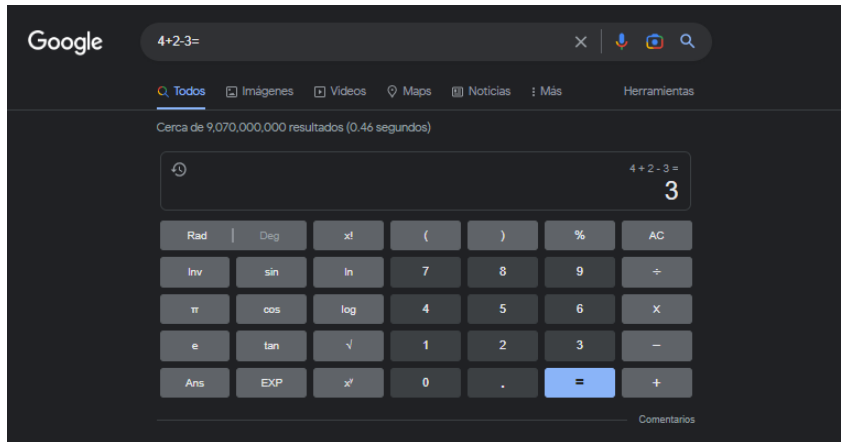 Google 4+2-3=
Todos Imágenes Videos Maps Noticias Más Herramientas
Cerca de 9,070,000,000 resultados (0.46 segundos)
4 + 2 - 3 =
3
Rad | Deg x! ( ) % AC
Inv sin ln 7 8 9 ÷
π cos log 4 5 6 ×
e tan √ 1 2 3 −
Ans EXP xʸ 0 . = +
Comentarios